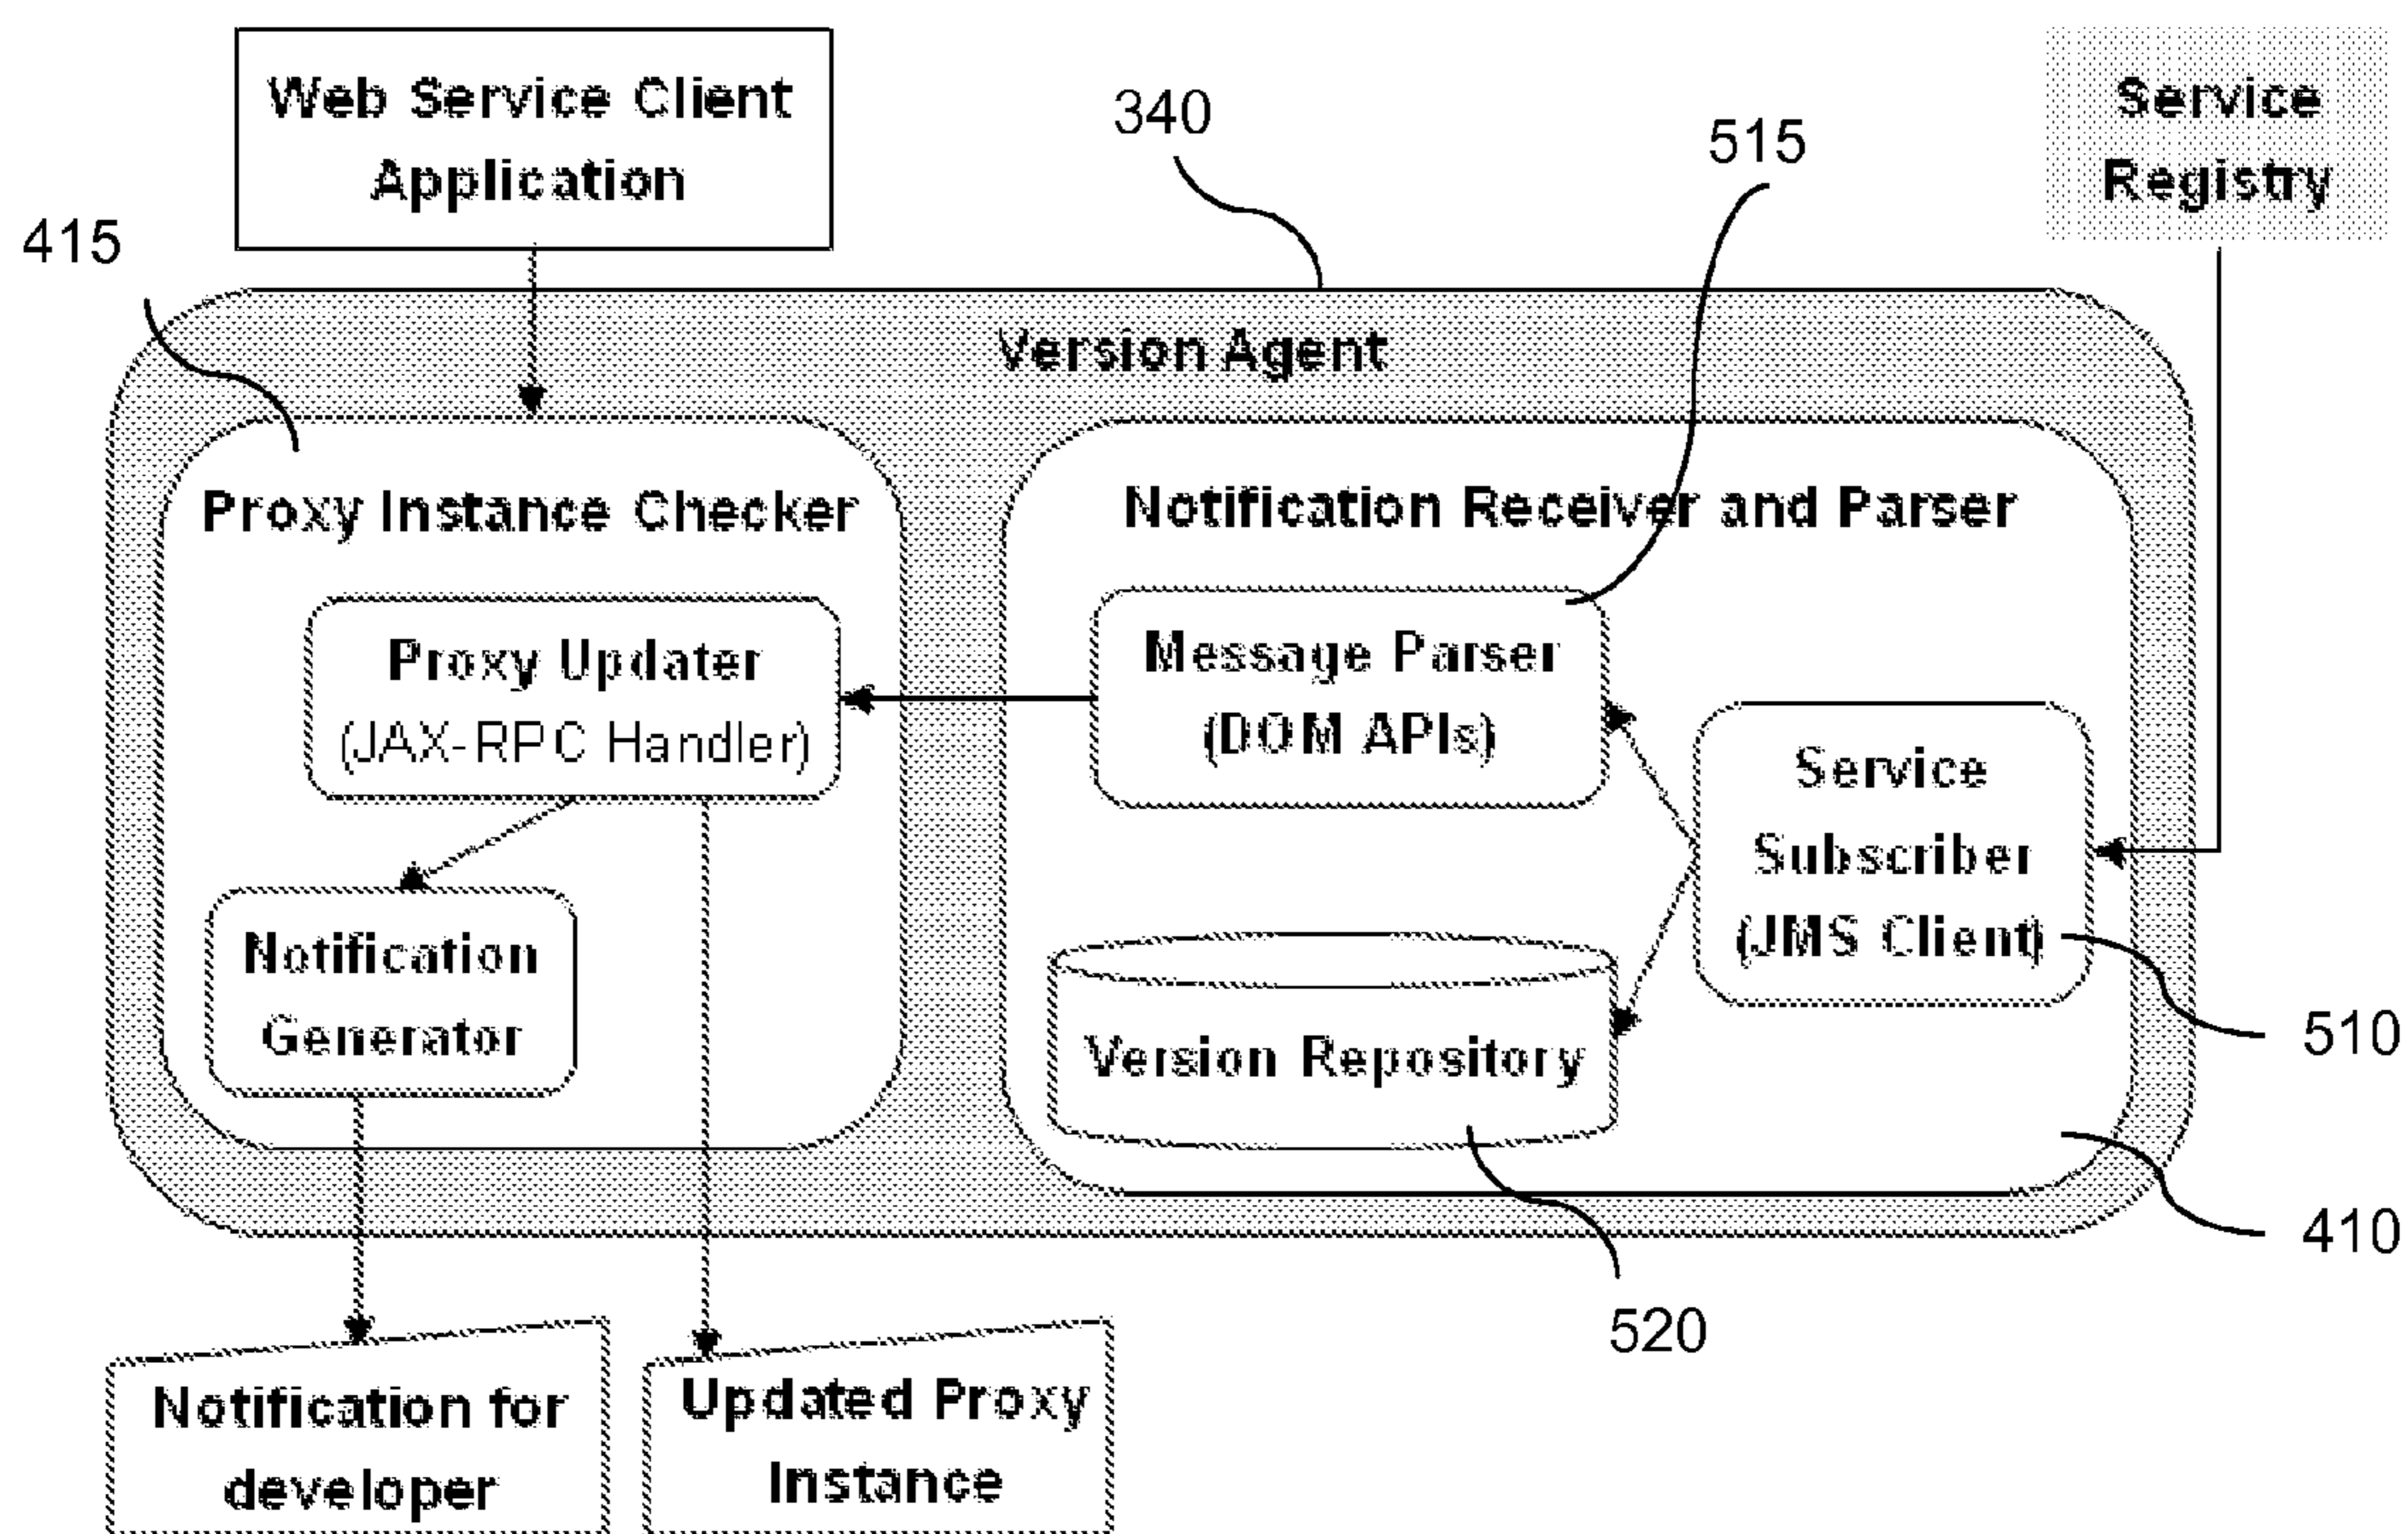 Web Service Client
Application
340
515
Service
Registry
415
Version Agent
Proxy Instance Checker
Notification Receiver and Parser
Proxy Updater
(JAX-RPC Handler)
Message Parser
(DOM APIs)
Service
Subscriber
(JMS Client)
Notification
Generator
Version Repository
510
410
520
Notification for
developer
Updated Proxy
Instance